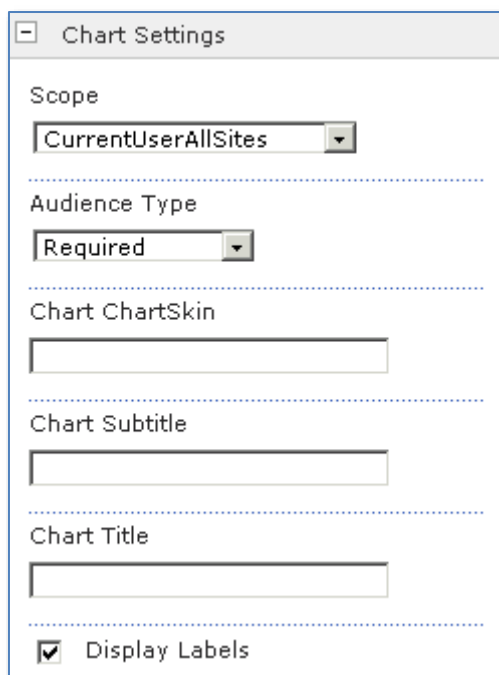 Chart Settings
Scope
CurrentUserAllSites
Audience Type
Required
Chart ChartSkin
Chart Subtitle
Chart Title
Display Labels